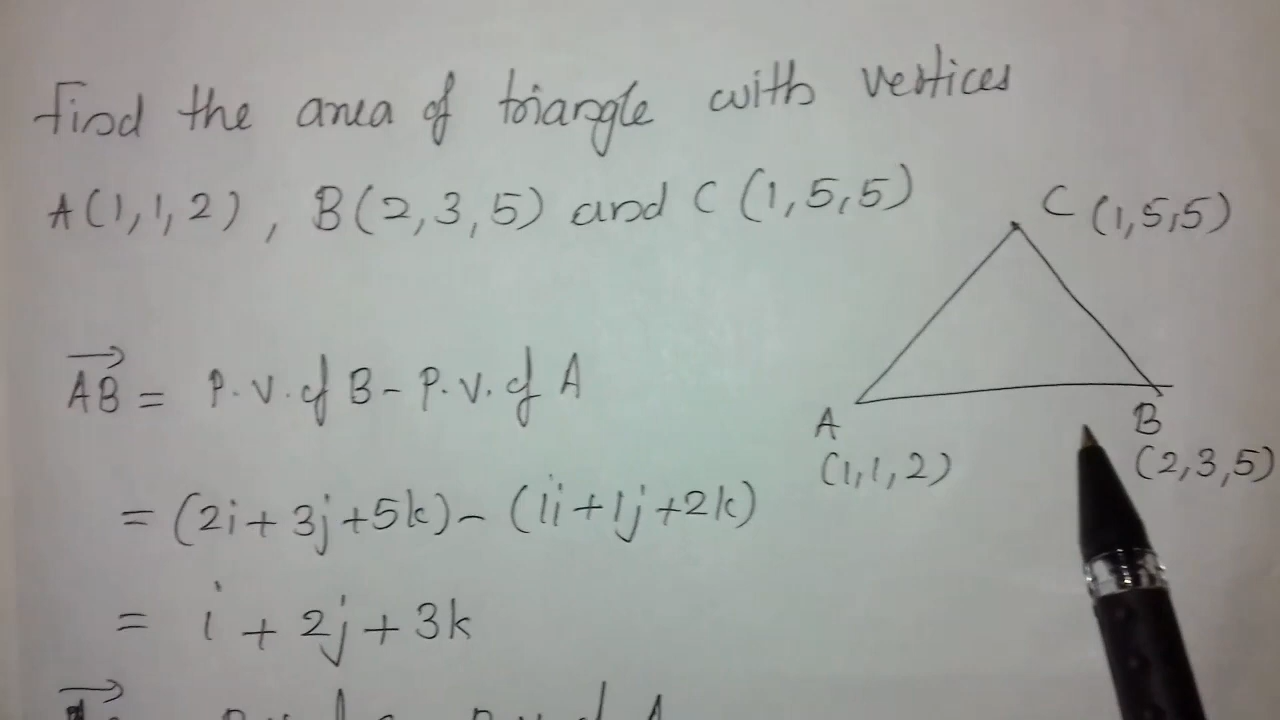 Find the area of triangle with vertices
A(1,1,2), B(2,3,5) and C(1,5,5)
C (1,5,5)
AB = P.V. of B - P.V. of A
A
B
(1,1,2)
(2,3,5)
= (2i + 3j + 5k) - (1i + 1j + 2k)
= i + 2j + 3k